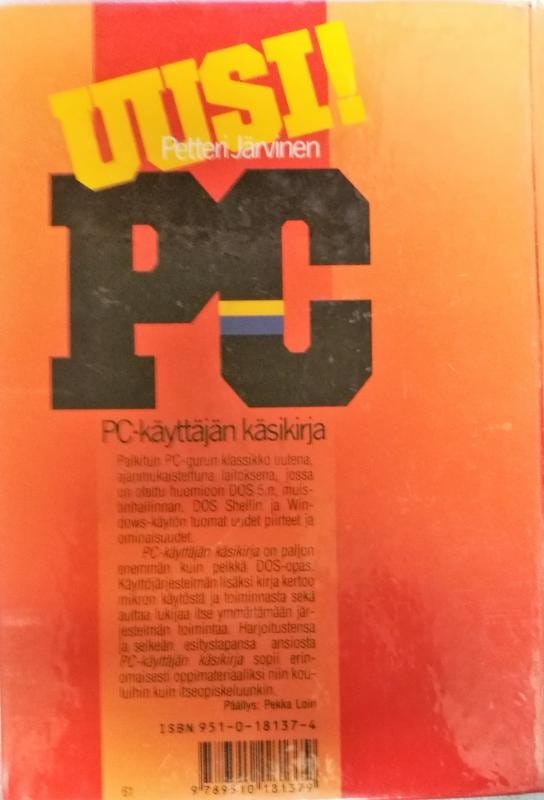 UUSI!
Petteri Järvinen
PC
PC-käyttäjän käsikirja
Palkitun PC-gurun klassikko uutena,
ajanmukaistettuna laitoksena, jossa
on otettu huomioon DOS 5:n, muis-
tinhallinnan, DOS Shellin ja Win-
dows-käytön tuomat uudet piirteet ja
ominaisuudet.
PC-käyttäjän käsikirja on paljon
enemmän kuin pelkkä DOS-opas.
Käyttöjärjestelmän lisäksi kirja kertoo
mikron käytöstä ja toiminnasta sekä
auttaa lukijaa itse ymmärtämään jär-
jestelmän toimintaa. Harjoitustensa
ja selkeän esitystapansa ansiosta
PC-käyttäjän käsikirja sopii erin-
omaisesti oppimateriaaliksi niin kou-
luihin kuin itseopiskeluunkin.
Päällys: Pekka Loiri
ISBN 951-0-18137-4
61
9 789510 181379